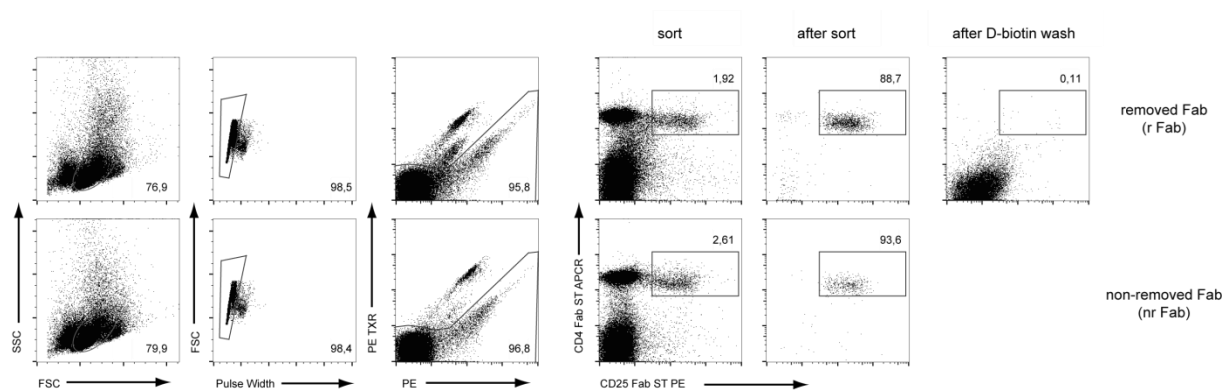 sort
after sort
after D-biotin wash
76,9
98,5
95,8
1,92
88,7
0,11
removed Fab
(r Fab)
79,9
98,4
96,8
2,61
93,6
non-removed Fab
(nr Fab)
SSC
FSC
PE TXR
CD4 Fab ST APCR
FSC
Pulse Width
PE
CD25 Fab ST PE